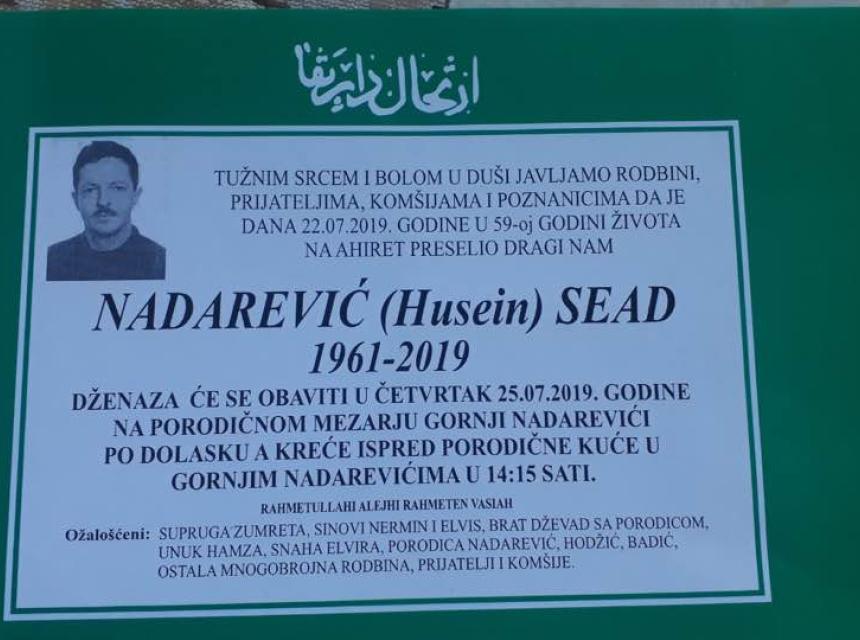 ارتحال دار بقا
TUŽNIM SRCEM I BOLOM U DUŠI JAVLJAMO RODBINI,
PRIJATELJIMA, KOMŠIJAMA I POZNANICIMA DA JE
DANA 22.07.2019. GODINE U 59-oj GODINI ŽIVOTA
NA AHIRET PRESELIO DRAGI NAM
NADAREVIĆ (Husein) SEAD
1961-2019
DŽENAZA ĆE SE OBAVITI U ČETVRTAK 25.07.2019. GODINE
NA PORODIČNOM MEZARJU GORNJI NADAREVIĆI
PO DOLASKU A KREĆE ISPRED PORODIČNE KUĆE U
GORNJIM NADAREVIĆIMA U 14:15 SATI.
RAHMETULLAHI ALEJHI RAHMETEN VASIAH
Ožalošćeni: SUPRUGA ZUMRETA, SINOVI NERMIN I ELVIS, BRAT DŽEVAD SA PORODICOM,
UNUK HAMZA, SNAHA ELVIRA, PORODICA NADAREVIĆ, HODŽIĆ, BADIĆ,
OSTALA MNOGOBROJNA RODBINA, PRIJATELJI I KOMŠIJE.